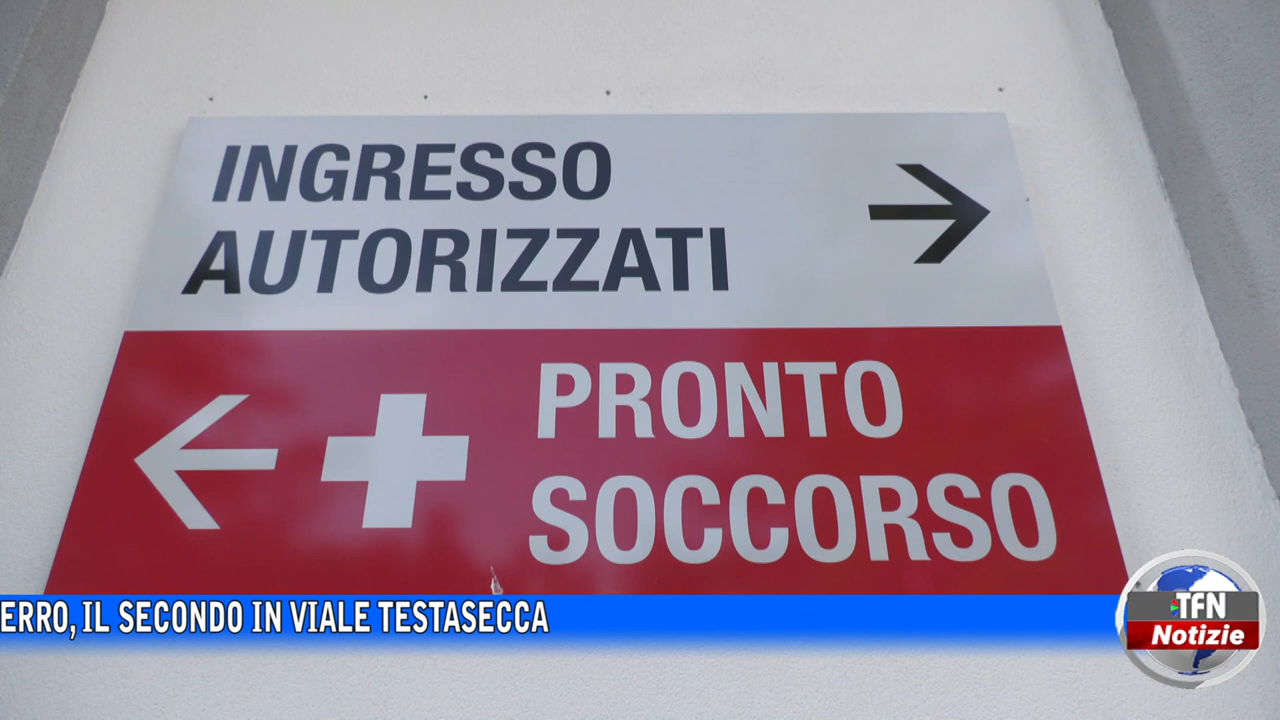 INGRESSO
AUTORIZZATI
PRONTO
SOCCORSO
ERRO, IL SECONDO IN VIALE TESTASECCA
TFN
Notizie